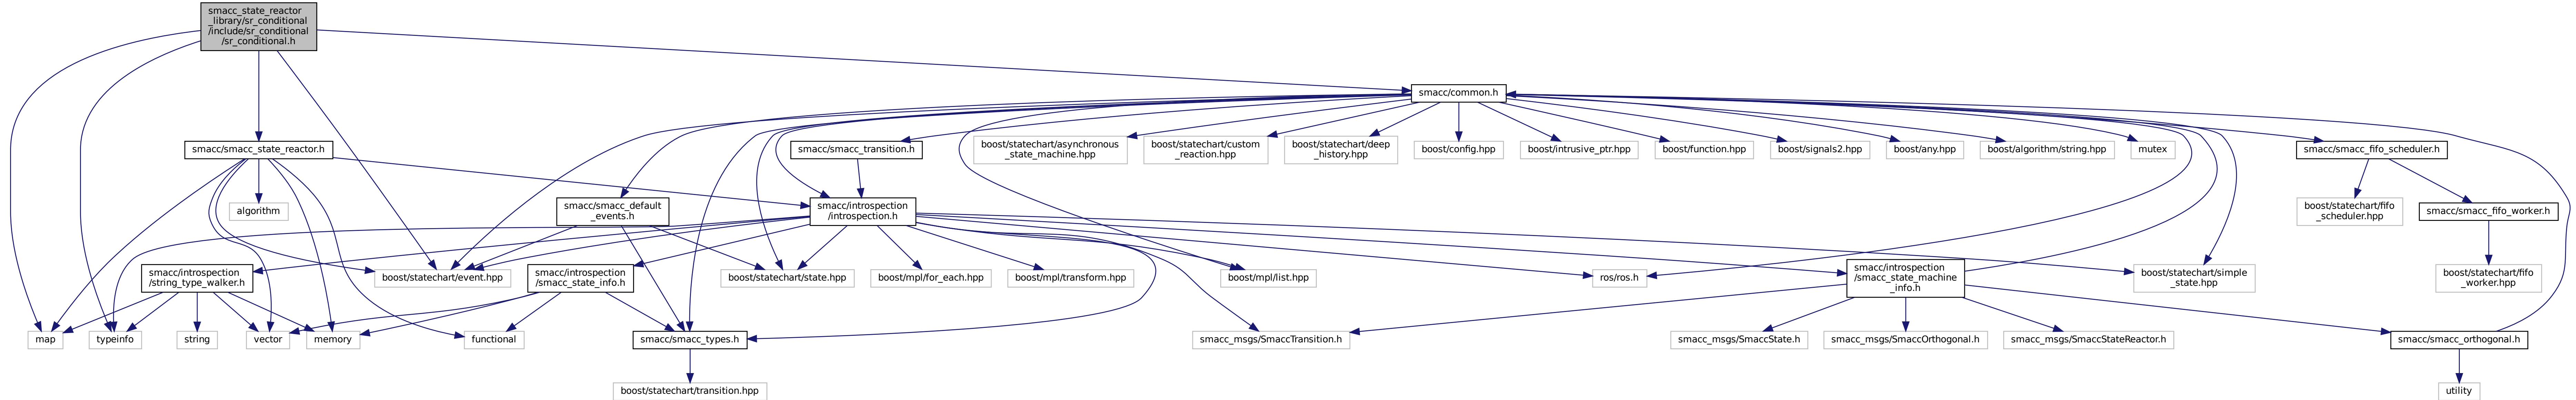 smacc_state_reactor
_library/sr_conditional
/include/sr_conditional
/sr_conditional.h
smacc/common.h
smacc/smacc_state_reactor.h
smacc/smacc_transition.h
boost/statechart/asynchronous
_state_machine.hpp
boost/statechart/custom
_reaction.hpp
boost/statechart/deep
_history.hpp
boost/config.hpp
boost/intrusive_ptr.hpp
boost/function.hpp
boost/signals2.hpp
boost/any.hpp
boost/algorithm/string.hpp
mutex
smacc/smacc_fifo_scheduler.h
algorithm
smacc/smacc_default
_events.h
smacc/introspection
/introspection.h
boost/statechart/fifo
_scheduler.hpp
smacc/smacc_fifo_worker.h
smacc/introspection
/string_type_walker.h
boost/statechart/event.hpp
smacc/introspection
/smacc_state_info.h
boost/statechart/state.hpp
boost/mpl/for_each.hpp
boost/mpl/transform.hpp
boost/mpl/list.hpp
ros/ros.h
smacc/introspection
/smacc_state_machine
_info.h
boost/statechart/simple
_state.hpp
boost/statechart/fifo
_worker.hpp
map
typeinfo
string
vector
memory
functional
smacc/smacc_types.h
smacc_msgs/SmaccTransition.h
smacc_msgs/SmaccState.h
smacc_msgs/SmaccOrthogonal.h
smacc_msgs/SmaccStateReactor.h
smacc/smacc_orthogonal.h
boost/statechart/transition.hpp
utility